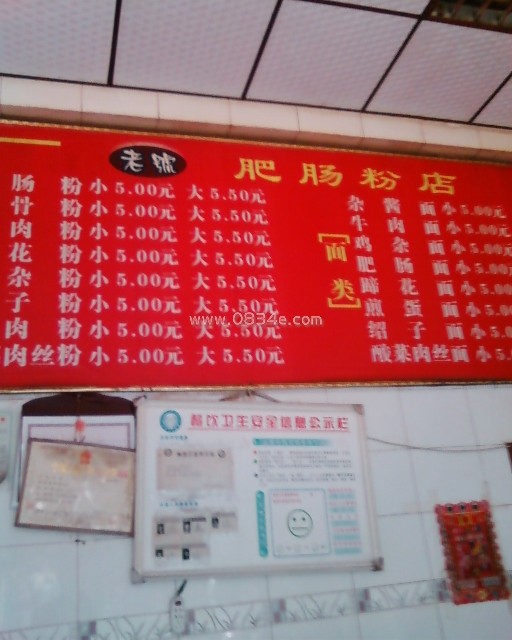 老號 肥肠粉店
肠 粉 小 5.00元 大 5.50元
骨 粉 小 5.00元 大 5.50元
肉 粉 小 5.00元 大 5.50元
花 粉 小 5.00元 大 5.50元
杂 粉 小 5.00元 大 5.50元
子 粉 小 5.00元 大 5.50元
肉 粉 小 5.00元 大 5.50元
肉丝粉 小 5.00元 大 5.50元
[面类]
杂 酱 面 小 5.00元
牛 肉 面 小 5.00元
鸡 杂 面 小 5.00元
肥 肠 面 小 5.00元
蹄 花 面 小 5.00元
煎 蛋 面 小 5.00
绍 子 面 小 5.00
酸菜肉丝面 小 5.0
www.0834e.com
餐饮卫生安全信息公示栏